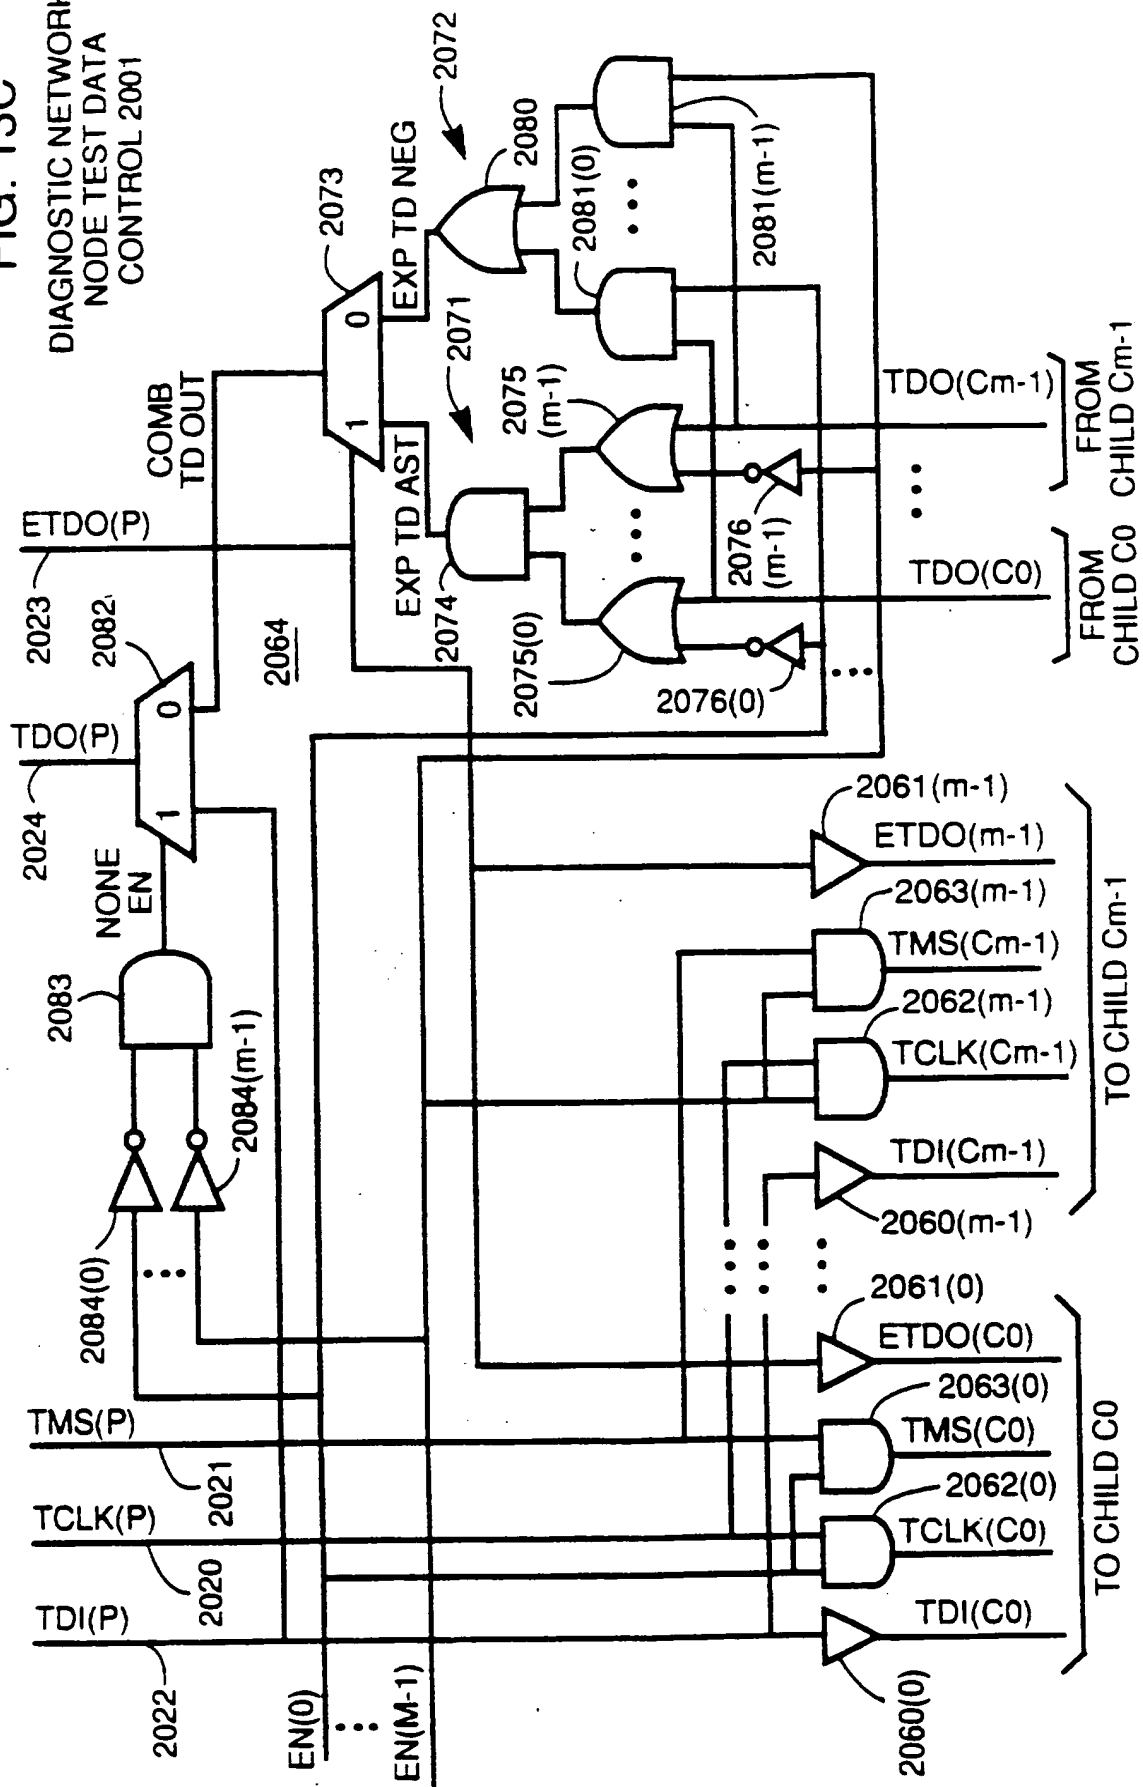 FIG. 13C
DIAGNOSTIC NETWORK
NODE TEST DATA
CONTROL 2001
2072
2080
EXP TD NEG
2073
0
1
COMB
TD OUT
2081(0)
2081(m-1)
2071
EXP TD AST
2074
2075
(m-1)
2075(0)
2076
(m-1)
2076(0)
TDO(Cm-1)
FROM
CHILD Cm-1
TDO(C0)
FROM
CHILD C0
ETDO(P)
2023
2064
2082
0
1
TDO(P)
2024
NONE
EN
2083
2084(m-1)
2084(0)
2061(m-1)
ETDO(m-1)
2063(m-1)
TMS(Cm-1)
2062(m-1)
TCLK(Cm-1)
TDI(Cm-1)
2060(m-1)
TO CHILD Cm-1
2061(0)
ETDO(C0)
2063(0)
TMS(C0)
2062(0)
TCLK(C0)
TDI(C0)
2060(0)
TO CHILD C0
TMS(P)
2021
TCLK(P)
2020
TDI(P)
2022
EN(0)
EN(M-1)